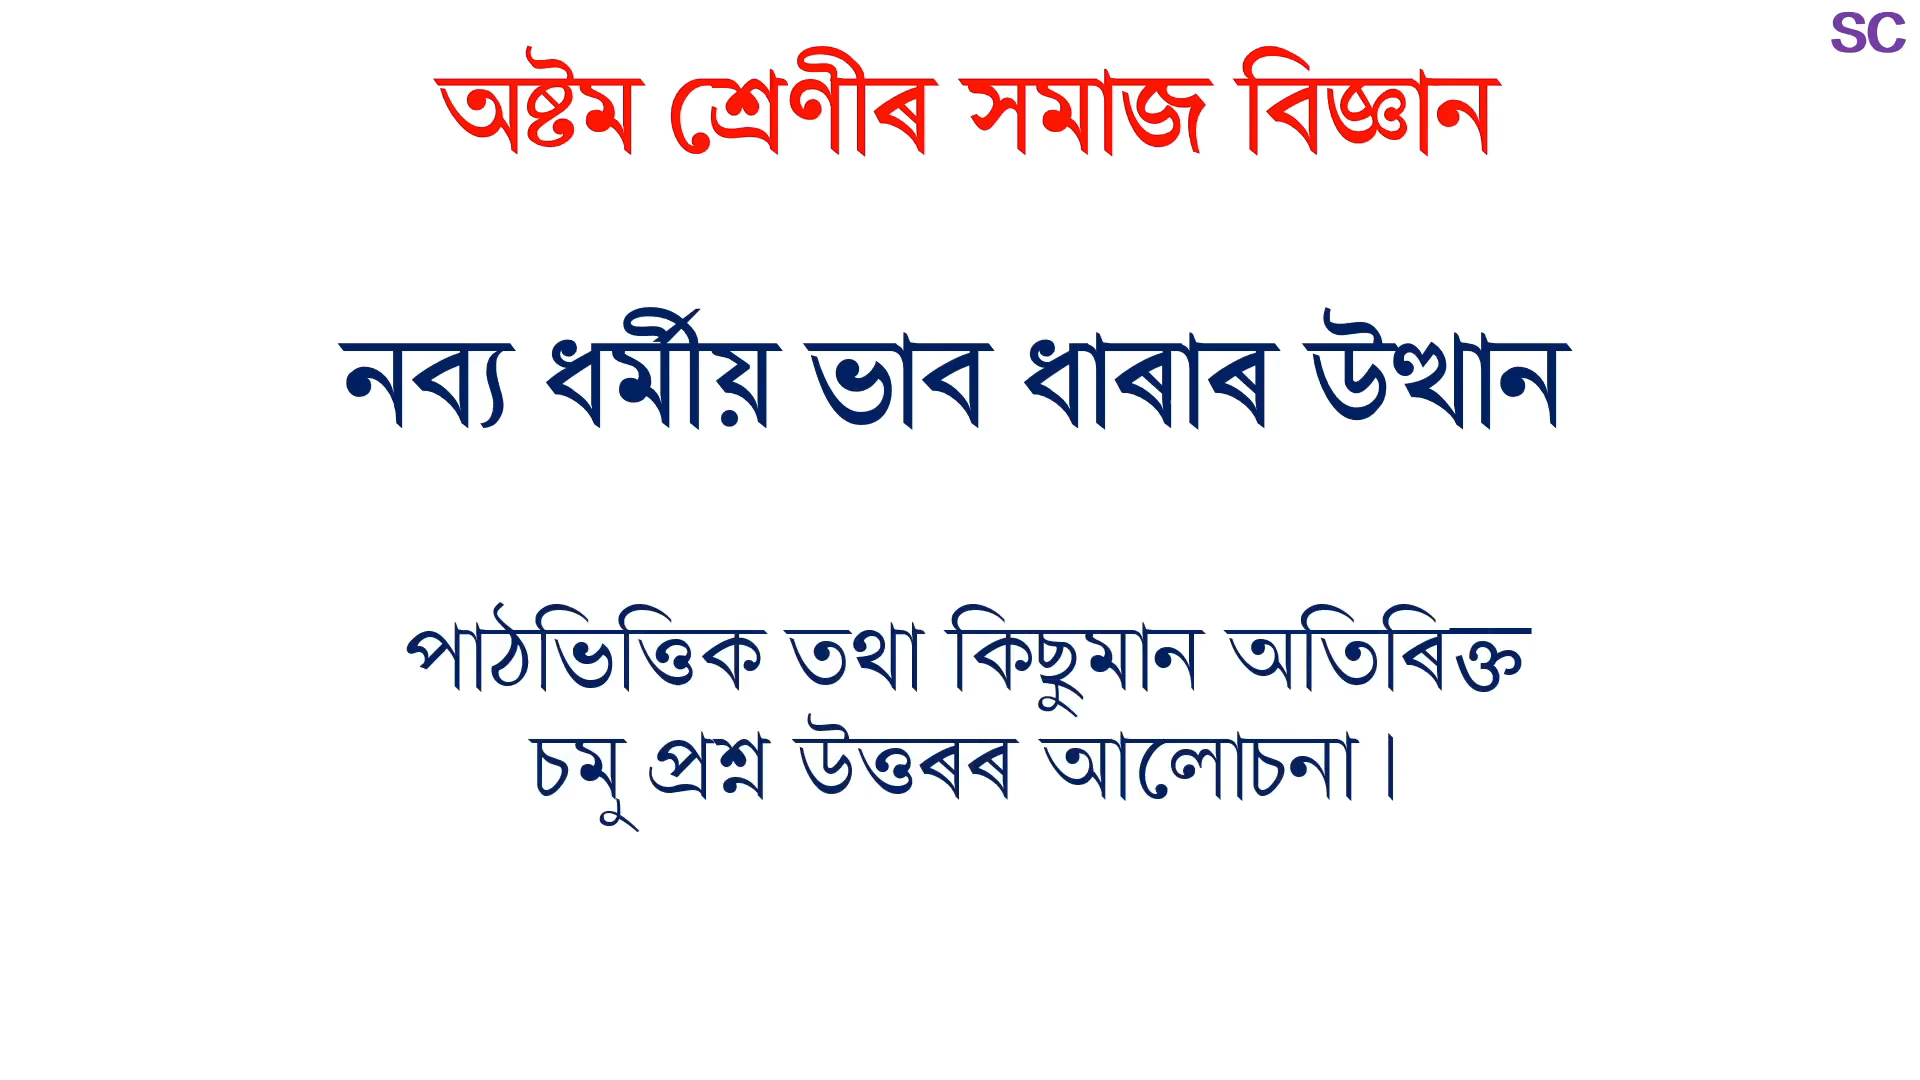 SC
অষ্টম শ্ৰেণীৰ সমাজ বিজ্ঞান
নব্য ধৰ্মীয় ভাব ধাৰাৰ উত্থান
পাঠভিত্তিক তথা কিছুমান অতিৰিক্ত
চমু প্ৰশ্ন উত্তৰৰ আলোচনা।